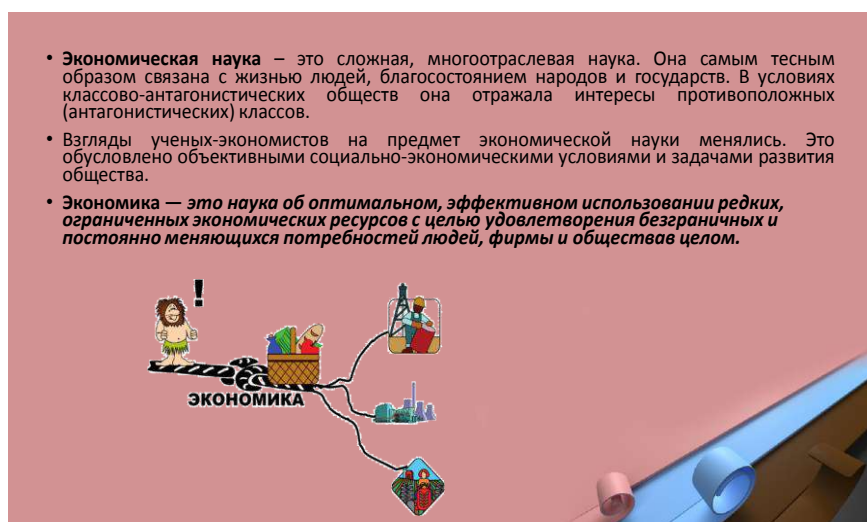 • Экономическая наука – это сложная, многоотраслевая наука. Она самым тесным
образом связана с жизнью людей, благосостоянием народов и государств. В условиях
классово-антагонистических обществ она отражала интересы противоположных
(антагонистических) классов.
• Взгляды ученых-экономистов на предмет экономической науки менялись. Это
обусловлено объективными социально-экономическими условиями и задачами развития
общества.
• Экономика — это наука об оптимальном, эффективном использовании редких,
ограниченных экономических ресурсов с целью удовлетворения безграничных и
постоянно меняющихся потребностей людей, фирмы и обществав целом.
!
ЭКОНОМИКА